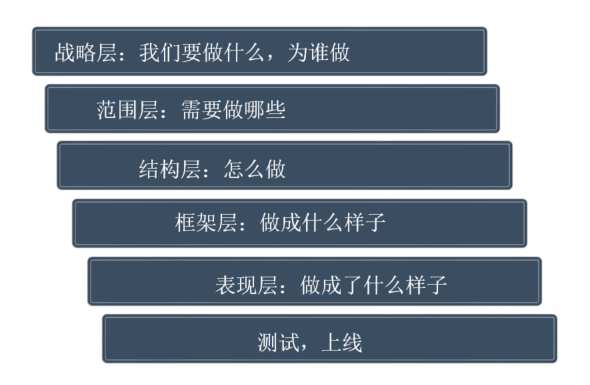 战略层：我们要做什么，为谁做
范围层：需要做哪些
结构层：怎么做
框架层：做成什么样子
表现层：做成了什么样子
测试，上线